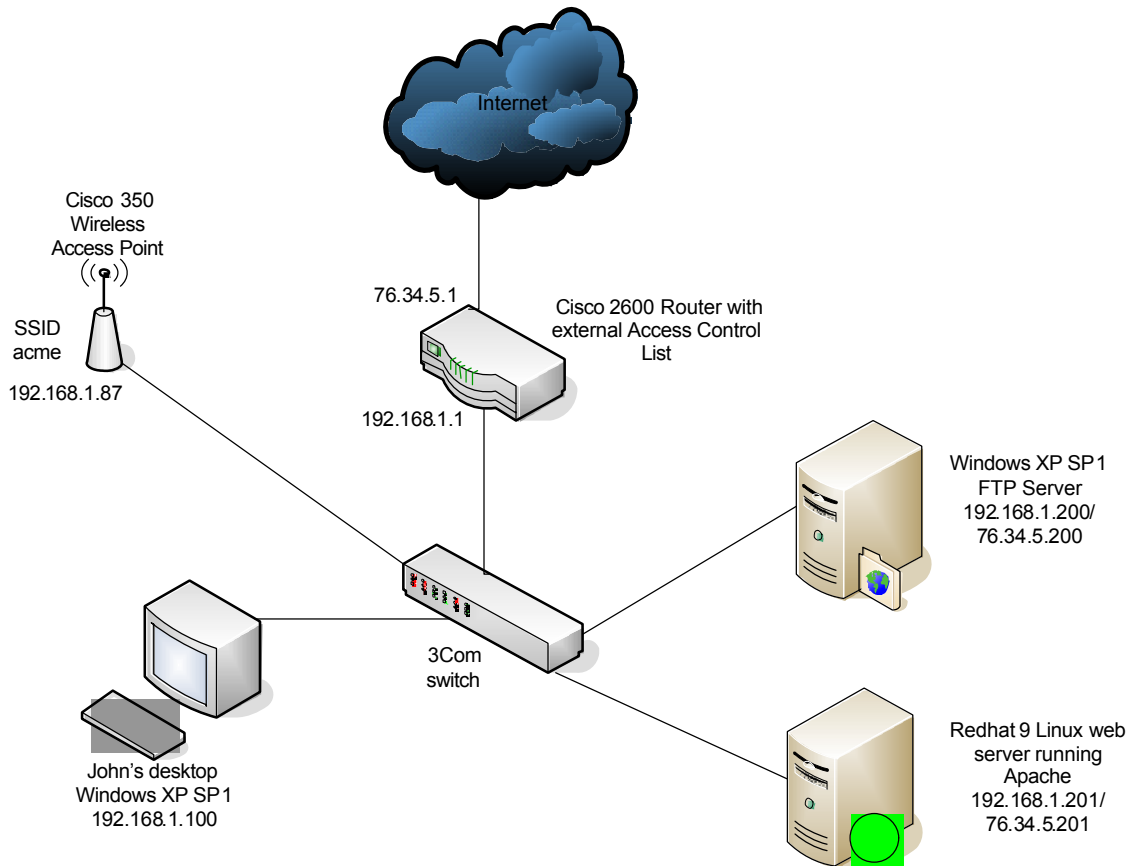 Internet
Cisco 350
Wireless
Access Point
SSID
acme
192.168.1.87
76.34.5.1
Cisco 2600 Router with
external Access Control
List
192.168.1.1
Windows XP SP1
FTP Server
192.168.1.200/
76.34.5.200
3Com
switch
John's desktop
Windows XP SP1
192.168.1.100
Redhat 9 Linux web
server running
Apache
192.168.1.201/
76.34.5.201